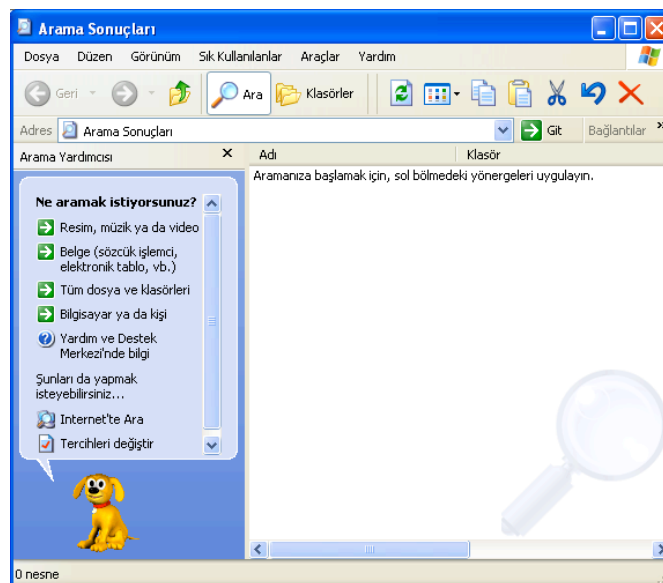 Arama Sonuçları
Dosya Düzen Görünüm Sık Kullanılanlar Araçlar Yardım
Geri Ara Klasörler
Adres Arama Sonuçları Git Bağlantılar
Arama Yardımcısı
Adı Klasör
Aramanıza başlamak için, sol bölmedeki yönergeleri uygulayın.
Ne aramak istiyorsunuz?
Resim, müzik ya da video
Belge (sözcük işlemci,
elektronik tablo, vb.)
Tüm dosya ve klasörleri
Bilgisayar ya da kişi
Yardım ve Destek
Merkezi'nde bilgi
Şunları da yapmak
isteyebilirsiniz...
Internet'te Ara
Tercihleri değiştir
0 nesne